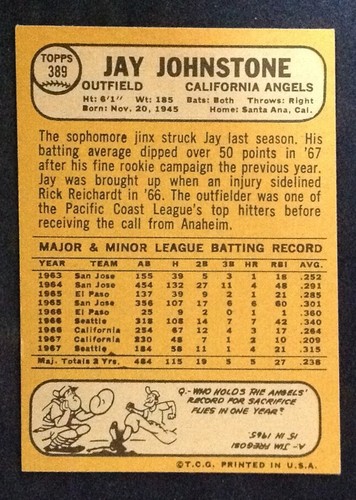 TOPPS
389
JAY JOHNSTONE
OUTFIELD CALIFORNIA ANGELS
Ht: 6'1" Wt: 185 Bats: Both Throws: Right
Born: Nov. 20, 1945 Home: Santa Ana, Cal.
The sophomore jinx struck Jay last season. His
batting average dipped over 50 points in '67
after his fine rookie campaign the previous year.
Jay was brought up when an injury sidelined
Rick Reichardt in '66. The outfielder was one of
the Pacific Coast League's top hitters before
receiving the call from Anaheim.
MAJOR & MINOR LEAGUE BATTING RECORD
YEAR TEAM AB H 2B 3B HR RBI AVG.
1963 San Jose 155 39 5 3 1 18 .252
1964 San Jose 454 132 27 11 4 48 .291
1965 El Paso 137 39 9 2 1 21 .285
1965 San Jose 356 107 17 6 6 60 .301
1966 El Paso 25 9 2 0 1 1 .360
1966 Seattle 318 108 14 7 7 42 .340
1966 California 254 67 12 4 3 17 .264
1967 California 230 48 7 1 2 10 .209
1967 Seattle 184 58 11 1 4 21 .315
Maj. Totals 2 Yrs. 484 115 19 5 5 27 .238
Q.-WHO HOLDS THE ANGELS'
RECORD FOR SACRIFICE
FLIES IN ONE YEAR?
A-JIM FREGOSI
15 IN 1965.
©T.C.G. PRINTED IN U.S.A.